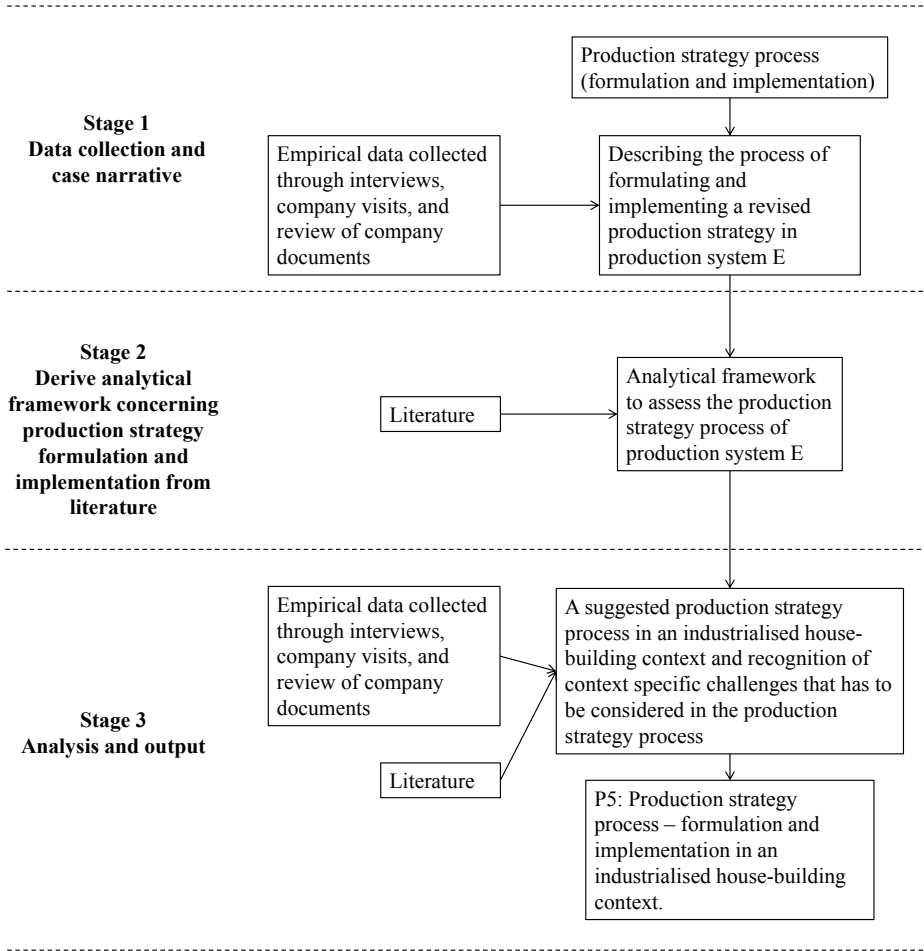 Production strategy process
(formulation and implementation)
Stage 1
Data collection and
case narrative
Empirical data collected
through interviews,
company visits, and
review of company
documents
Describing the process of
formulating and
implementing a revised
production strategy in
production system E
Stage 2
Derive analytical
framework concerning
production strategy
formulation and
implementation from
literature
Literature
Analytical framework
to assess the production
strategy process of
production system E
Stage 3
Analysis and output
Empirical data collected
through interviews,
company visits, and
review of company
documents
Literature
A suggested production strategy
process in an industrialised house-
building context and recognition of
context specific challenges that has to
be considered in the production
strategy process
P5: Production strategy
process – formulation and
implementation in an
industrialised house-building
context.